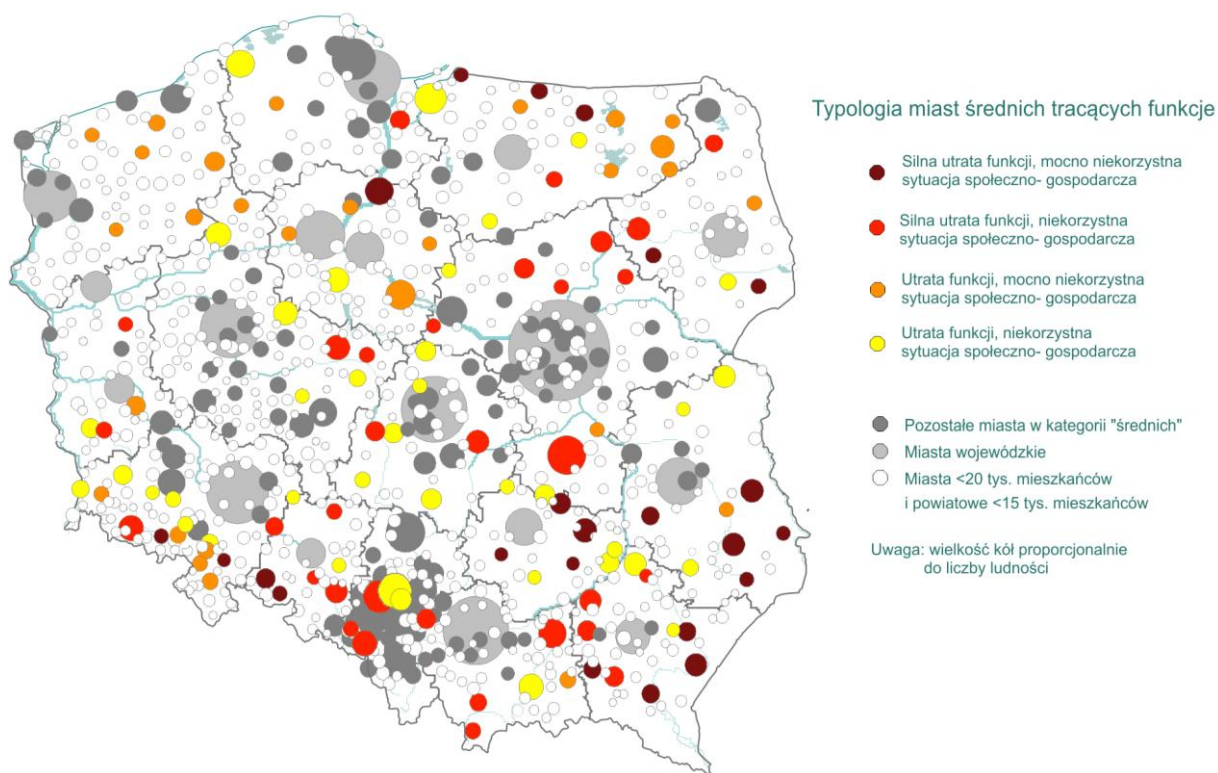 Typologia miast średnich tracących funkcje
Silna utrata funkcji, mocno niekorzystna
sytuacja społeczno- gospodarcza
Silna utrata funkcji, niekorzystna
sytuacja społeczno- gospodarcza
Utrata funkcji, mocno niekorzystna
sytuacja społeczno- gospodarcza
Utrata funkcji, niekorzystna
sytuacja społeczno- gospodarcza
Pozostałe miasta w kategorii "średnich"
Miasta wojewódzkie
Miasta <20 tys. mieszkańców
i powiatowe <15 tys. mieszkańców
Uwaga: wielkość kół proporcjonalnie
do liczby ludności